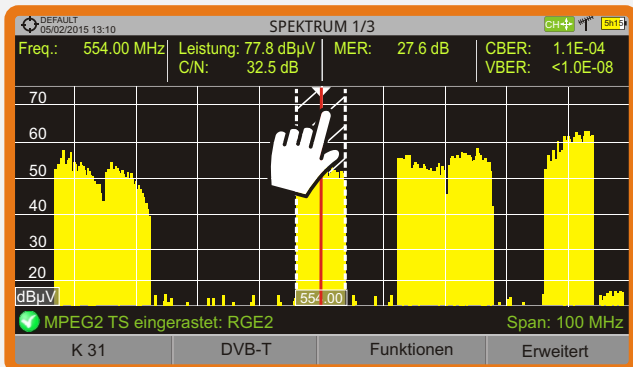 DEFAULT
05/02/2015 13:10
SPEKTRUM 1/3
CH
5h15
Freq.: 554.00 MHz
Leistung: 77.8 dBµV
MER: 27.6 dB
CBER: 1.1E-04
C/N: 32.5 dB
VBER: <1.0E-08
70
60
50
40
30
20
dBµV
554.00
MPEG2 TS eingerastet: RGE2
Span: 100 MHz
K 31
DVB-T
Funktionen
Erweitert